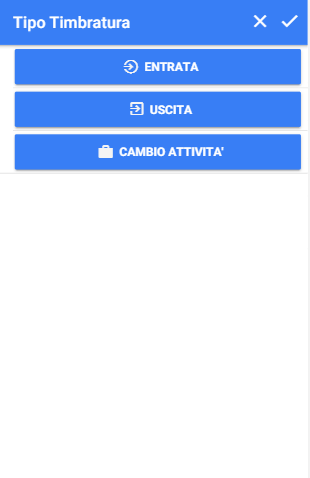 Tipo Timbratura
ENTRATA
USCITA
CAMBIO ATTIVITA'